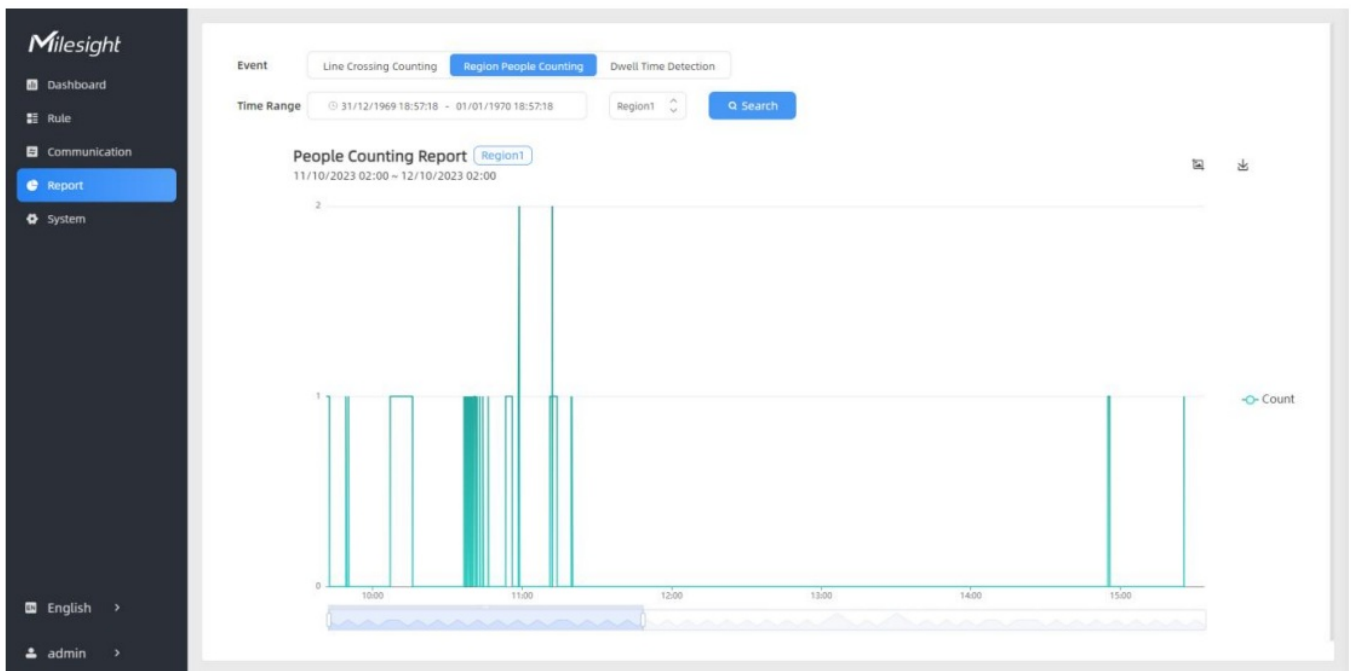 Milesight
Dashboard
Rule
Communication
Report
System
EN English >
admin >
Event Line Crossing Counting Region People Counting Dwell Time Detection
Time Range 31/12/1969 18:57:18 - 01/01/1970 18:57:18 Region1 Search
People Counting Report Region1
11/10/2023 02:00 ~ 12/10/2023 02:00
2
1
0
10:00 11:00 12:00 13:00 14:00 15:00
Count